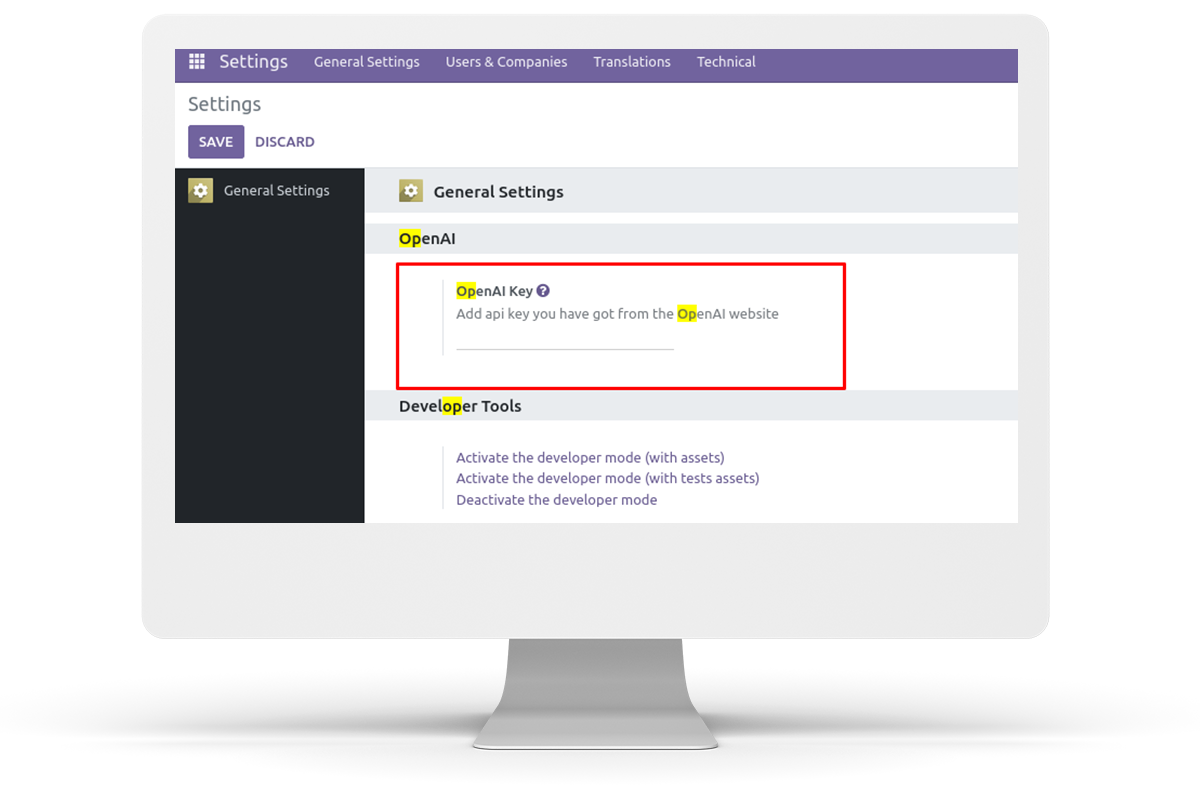 Settings General Settings Users & Companies Translations Technical
Settings
SAVE DISCARD
General Settings
General Settings
OpenAI
OpenAI Key ?
Add api key you have got from the OpenAI website
Developer Tools
Activate the developer mode (with assets)
Activate the developer mode (with tests assets)
Deactivate the developer mode